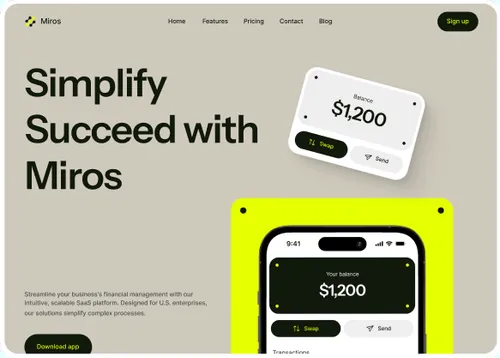 Miros
Home Features Pricing Contact Blog
Sign up
Simplify
Succeed with
Miros
Balance
$1,200
Swap
Send
9:41
Your balance
$1,200
Swap
Send
Transactions
Streamline your business's financial management with our
intuitive, scalable SaaS platform. Designed for U.S. enterprises,
our solutions simplify complex processes.
Download app